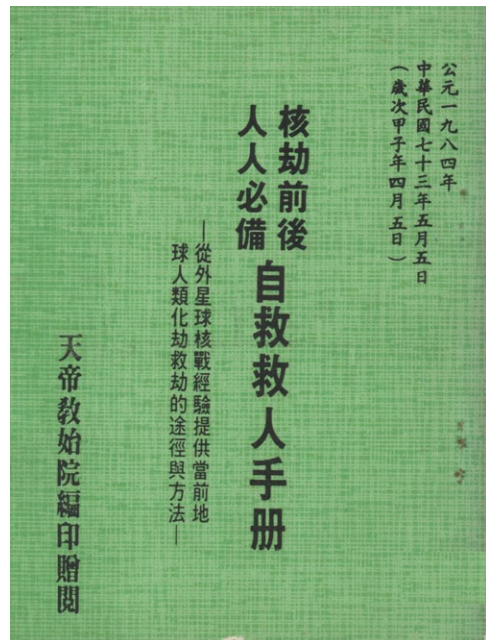 公元一九八四年
中華民國七十三年五月五日
（歲次甲子年四月五日）
核劫前後
人人必備
自救救人手册
─從外星球核戰經驗提供當前地
球人類化劫救劫的途徑與方法─
天帝教始院編印贈閱